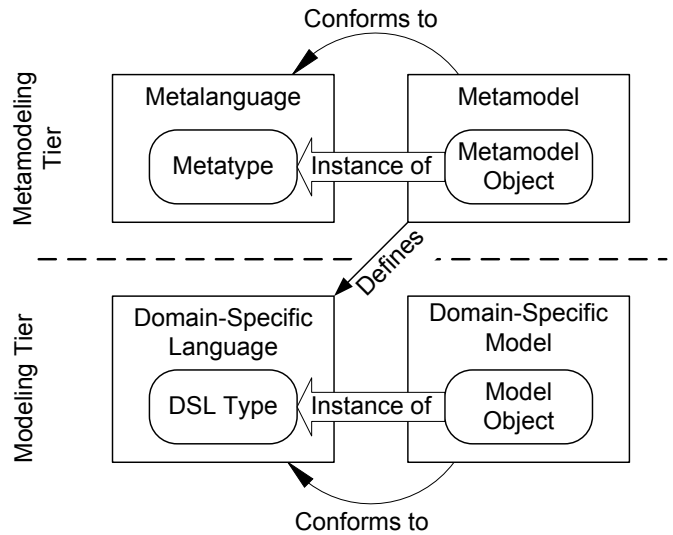 Conforms to
Metamodeling
Tier
Metalanguage
Metamodel
Metatype
Instance of
Metamodel
Object
Defines
Modeling Tier
Domain-Specific
Language
Domain-Specific
Model
DSL Type
Instance of
Model
Object
Conforms to